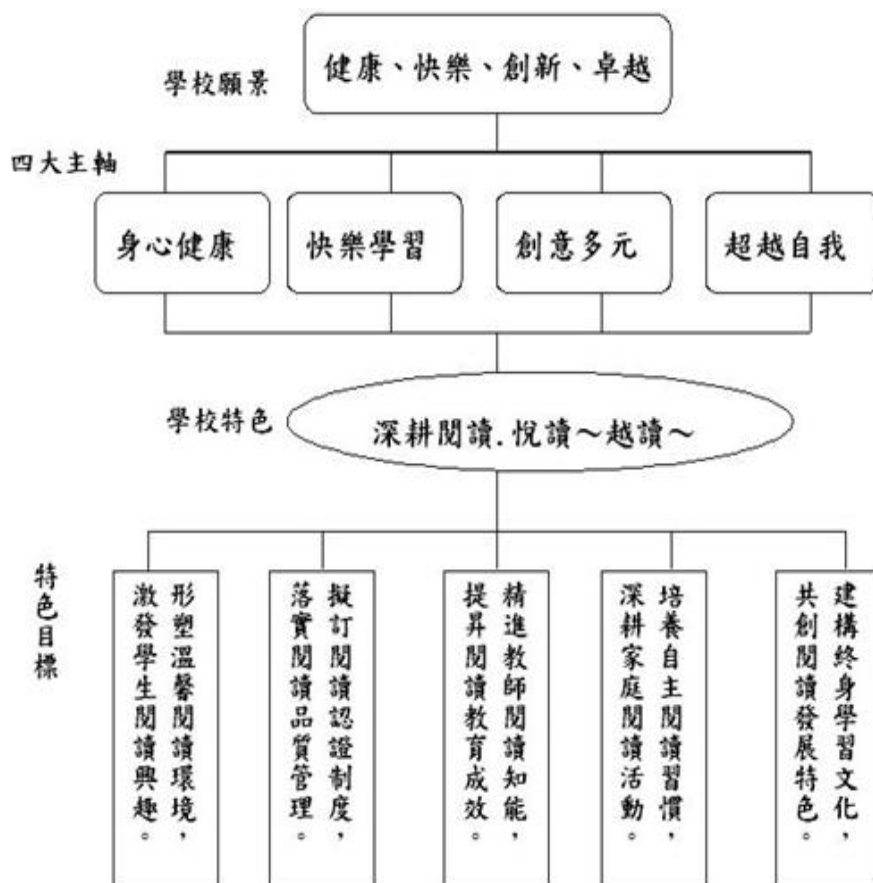 學校願景
健康、快樂、創新、卓越
四大主軸
身心健康
快樂學習
創意多元
超越自我
學校特色
深耕閱讀.悅讀～越讀～
特色目標
形塑溫馨閱讀環境，
激發學生閱讀興趣。
擬訂閱讀認證制度，
落實閱讀品質管理。
精進教師閱讀知能，
提昇閱讀教育成效。
培養自主閱讀習慣，
深耕家庭閱讀活動。
建構終身學習文化，
共創閱讀發展特色。